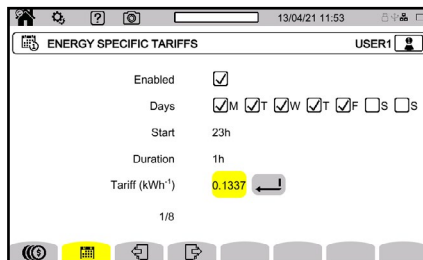 13/04/21 11:53
ENERGY SPECIFIC TARIFFS USER1
Enabled
Days M T W T F S S
Start 23h
Duration 1h
Tariff (kWh⁻¹) 0.1337
1/8